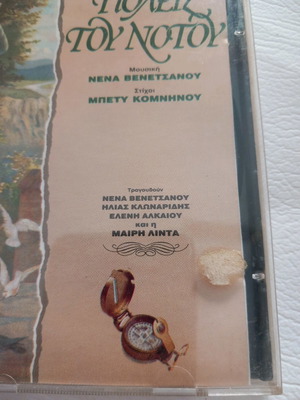 ΠΟΛΕΙΣ
ΤΟΥ ΝΟΤΟΥ
Μουσική
ΝΕΝΑ ΒΕΝΕΤΣΑΝΟΥ
Στίχοι
ΜΠΕΤΥ ΚΟΜΝΗΝΟΥ
Τραγουδούν
ΝΕΝΑ ΒΕΝΕΤΣΑΝΟΥ
ΗΛΙΑΣ ΚΛΩΝΑΡΙΔΗΣ
ΕΛΕΝΗ ΑΛΚΑΙΟΥ
και η
ΜΑΙΡΗ ΛΙΝΤΑ